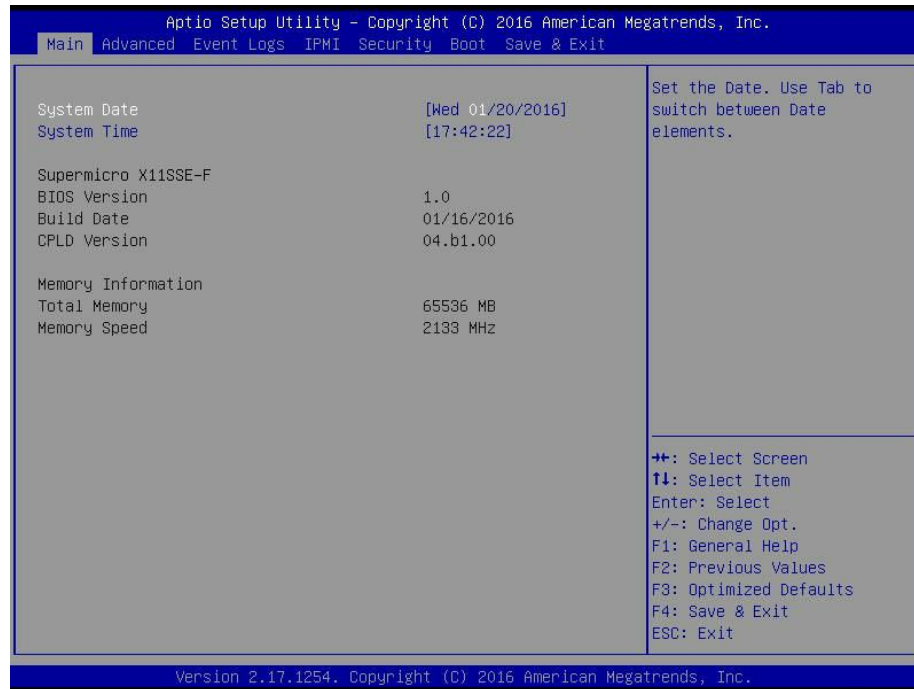 Aptio Setup Utility – Copyright (C) 2016 American Megatrends, Inc.
Main Advanced Event Logs IPMI Security Boot Save & Exit
System Date [Wed 01/20/2016]
System Time [17:42:22]
Supermicro X11SSE-F
BIOS Version 1.0
Build Date 01/16/2016
CPLD Version 04.b1.00
Memory Information
Total Memory 65536 MB
Memory Speed 2133 MHz
Set the Date. Use Tab to
switch between Date
elements.
→←: Select Screen
↑↓: Select Item
Enter: Select
+/-: Change Opt.
F1: General Help
F2: Previous Values
F3: Optimized Defaults
F4: Save & Exit
ESC: Exit
Version 2.17.1254. Copyright (C) 2016 American Megatrends, Inc.